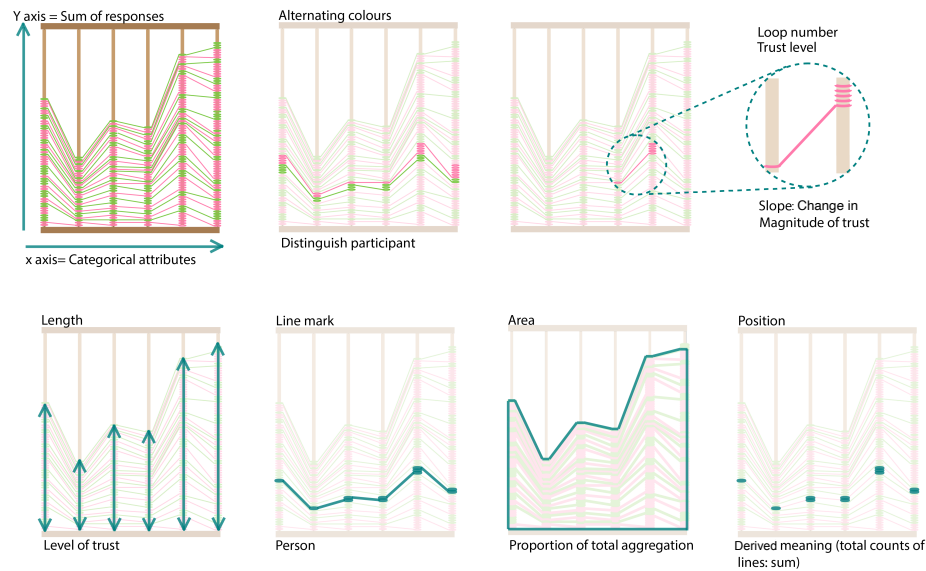 Y axis = Sum of responses
x axis= Categorical attributes
Alternating colours
Distinguish participant
Loop number
Trust level
Slope: Change in
Magnitude of trust
Length
Level of trust
Line mark
Person
Area
Proportion of total aggregation
Position
Derived meaning (total counts of
lines: sum)